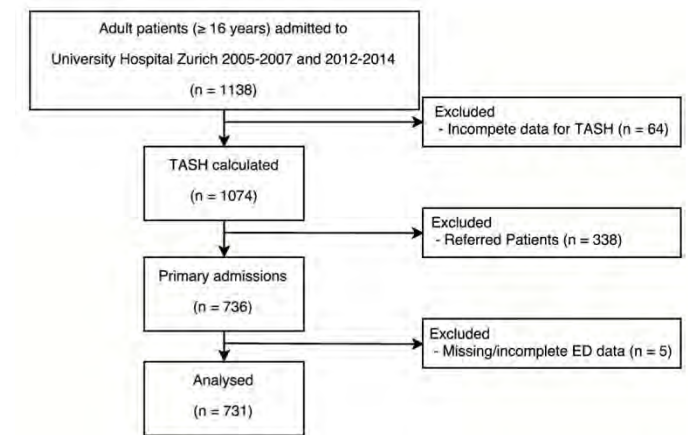 Adult patients (≥ 16 years) admitted to
University Hospital Zurich 2005-2007 and 2012-2014
(n = 1138)
Excluded
- Incompete data for TASH (n = 64)
TASH calculated
(n = 1074)
Excluded
- Referred Patients (n = 338)
Primary admissions
(n = 736)
Excluded
- Missing/incomplete ED data (n = 5)
Analysed
(n = 731)